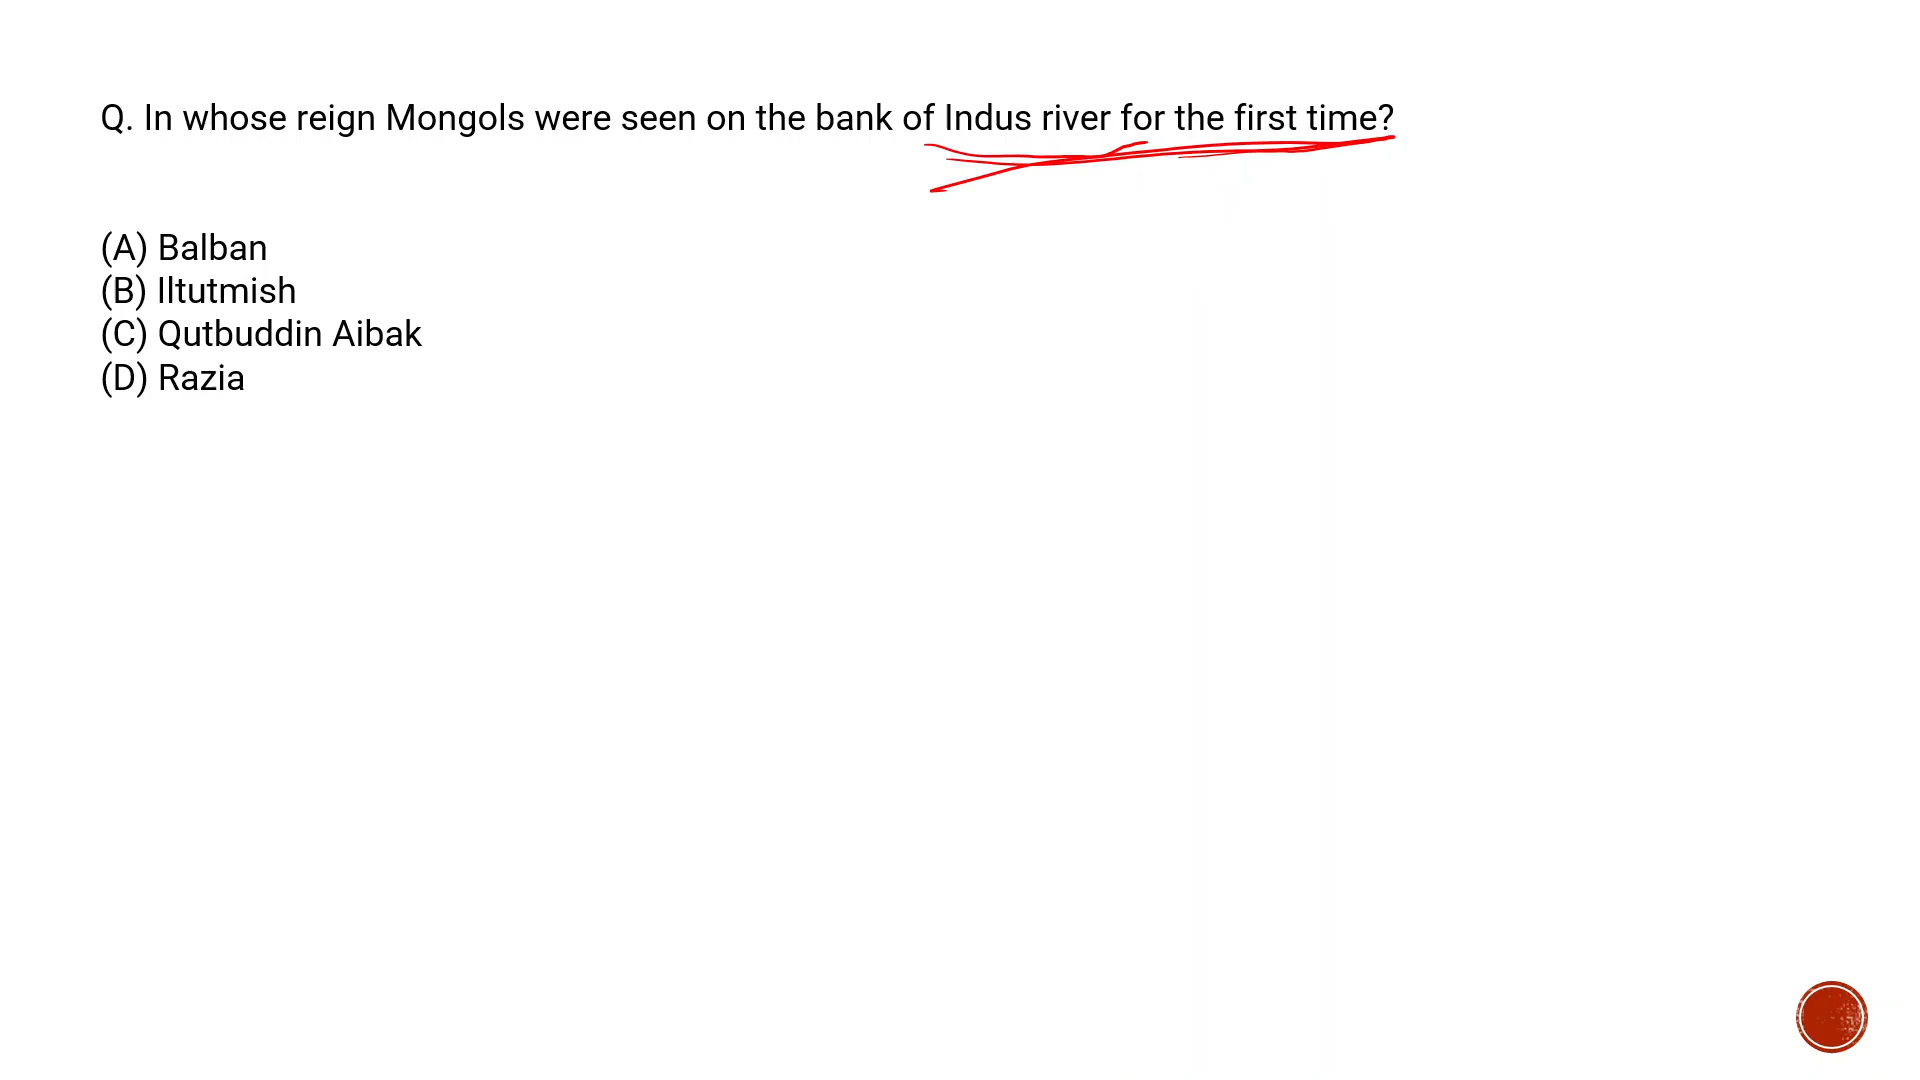 Q. In whose reign Mongols were seen on the bank of Indus river for the first time?
(A) Balban
(B) Iltutmish
(C) Qutbuddin Aibak
(D) Razia